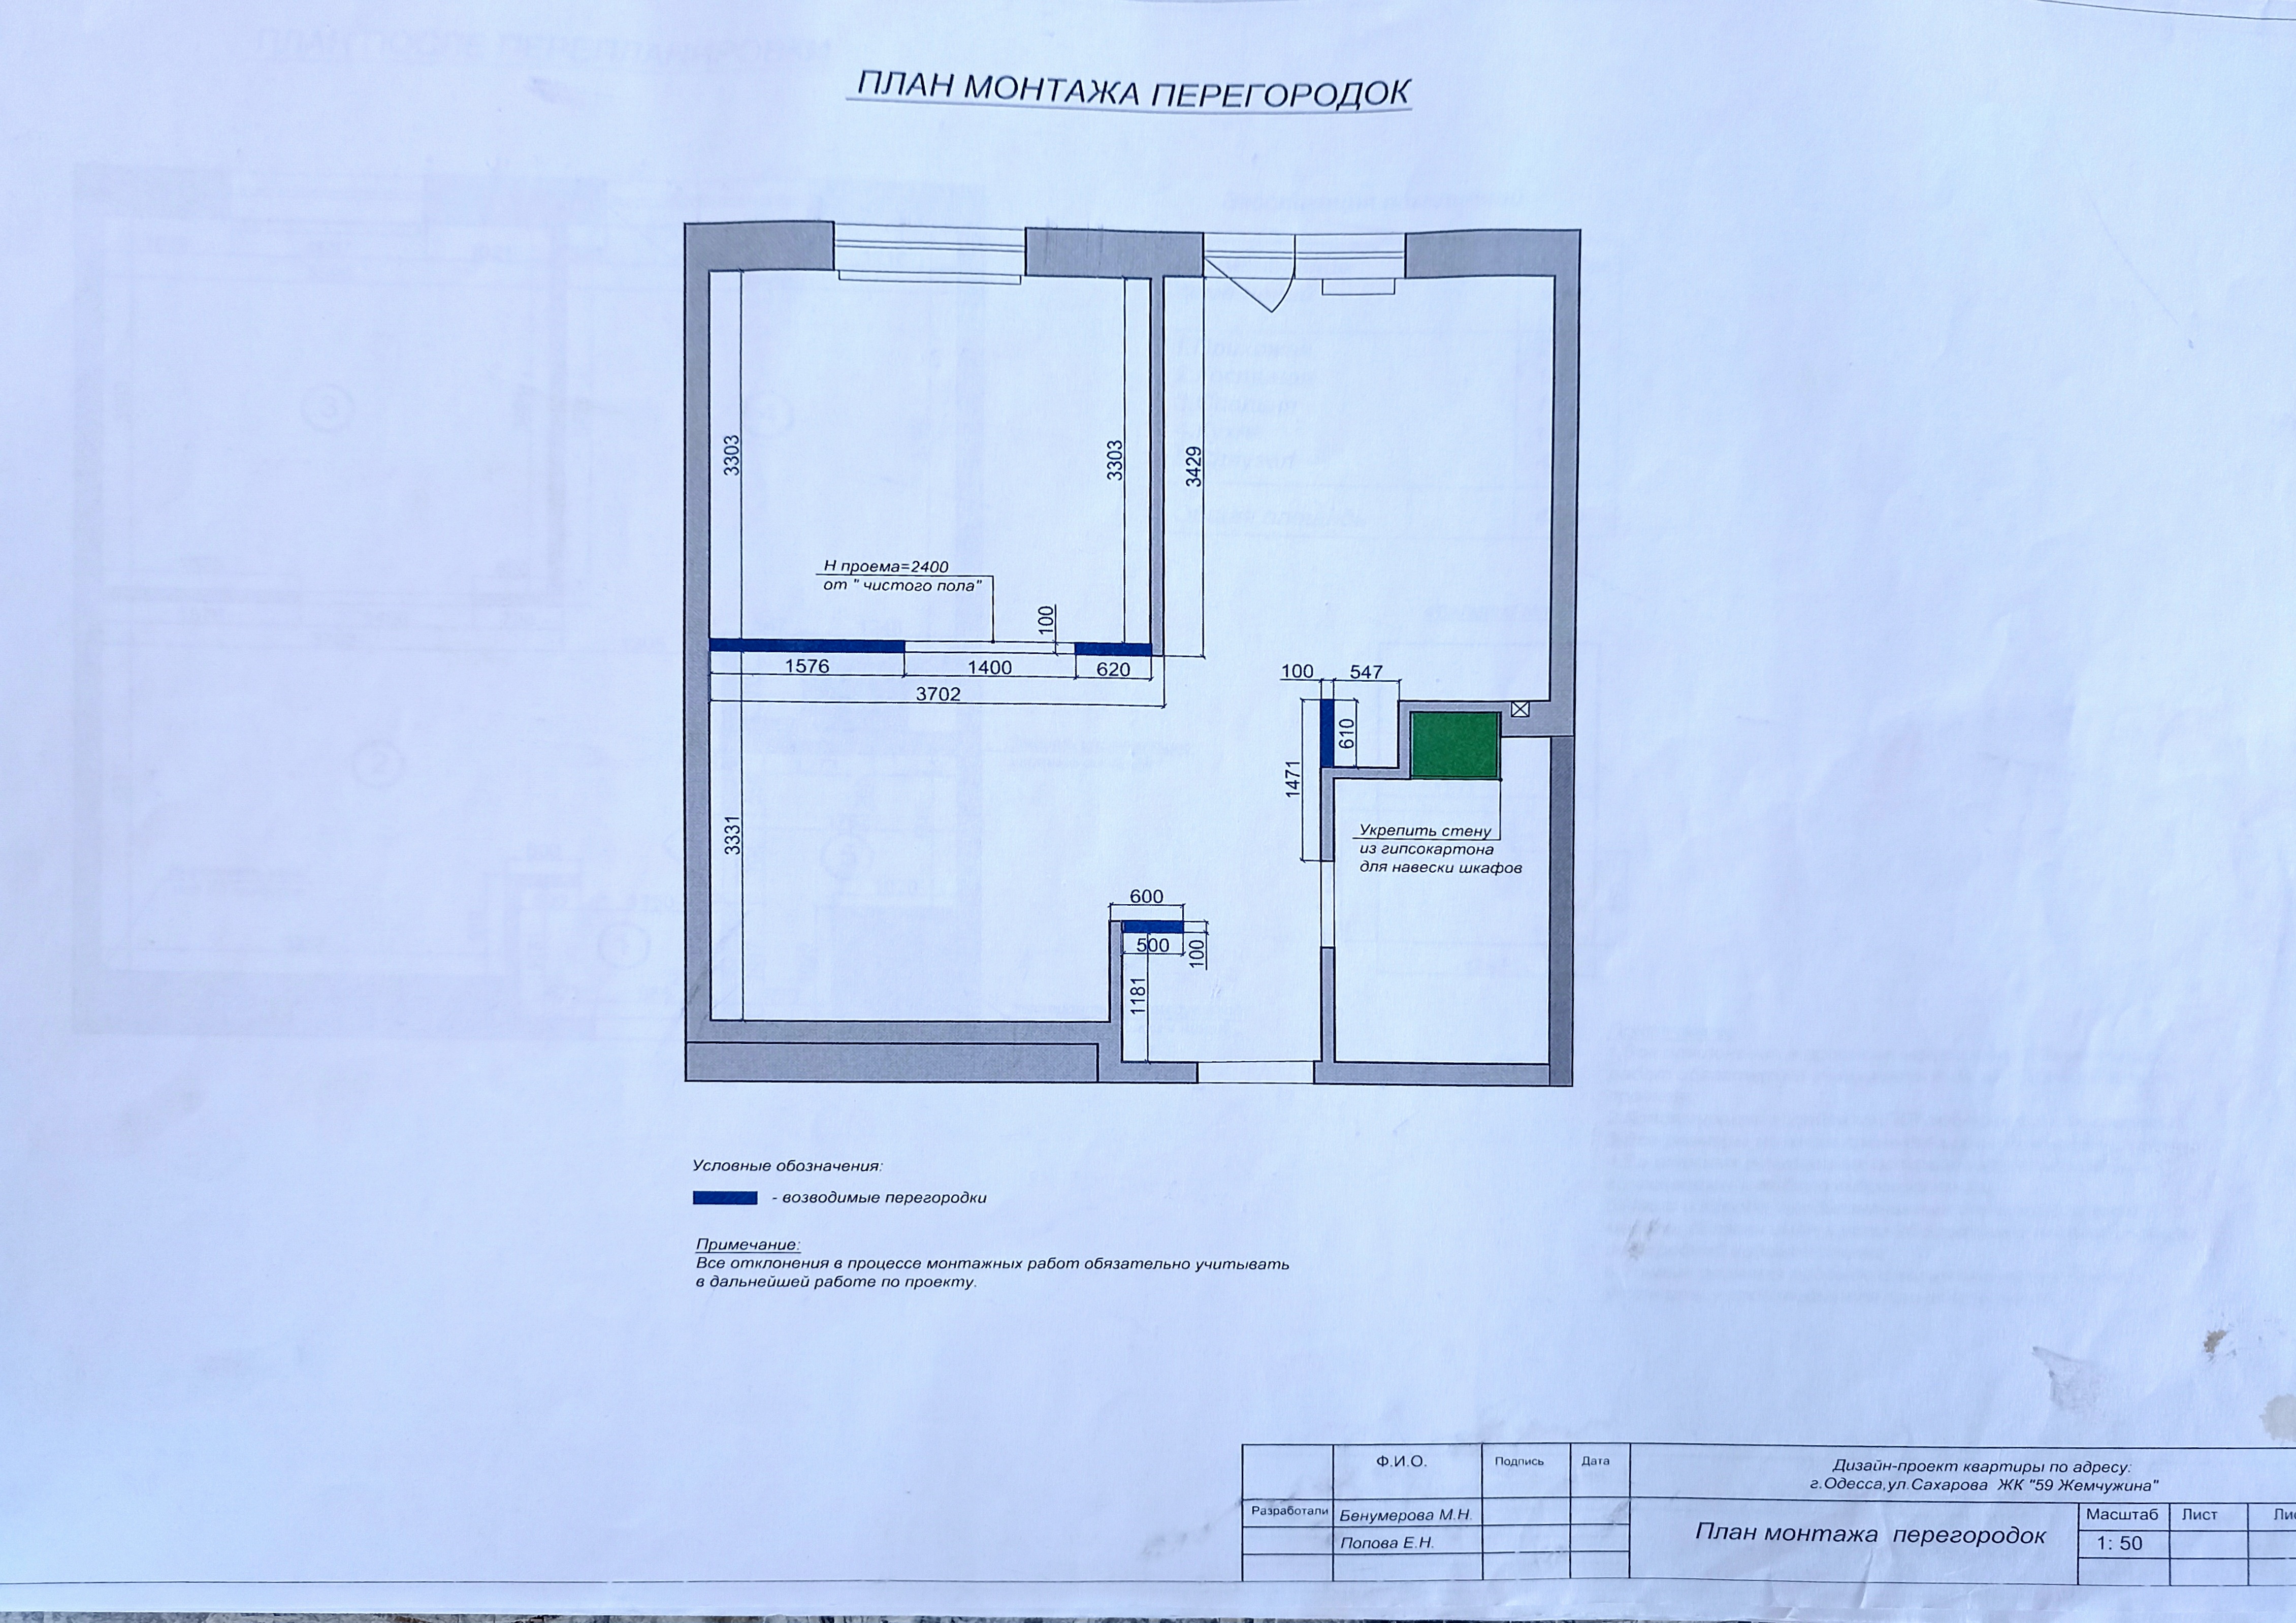 ПЛАН МОНТАЖА ПЕРЕГОРОДОК
3303
3303
3429
Н проема=2400
от " чистого пола"
100
1576
1400
620
3702
100
547
610
1471
3331
Укрепить стену
из гипсокартона
для навески шкафов
600
500
100
1181
Условные обозначения:
- возводимые перегородки
Примечание:
Все отклонения в процессе монтажных работ обязательно учитывать
в дальнейшей работе по проекту.
Ф.И.О.
Подпись
Дата
Дизайн-проект квартиры по адресу:
г.Одесса,ул.Сахарова ЖК "59 Жемчужина"
Разработали
Бенумерова М.Н.
Попова Е.Н.
План монтажа перегородок
Масштаб
Лист
1: 50